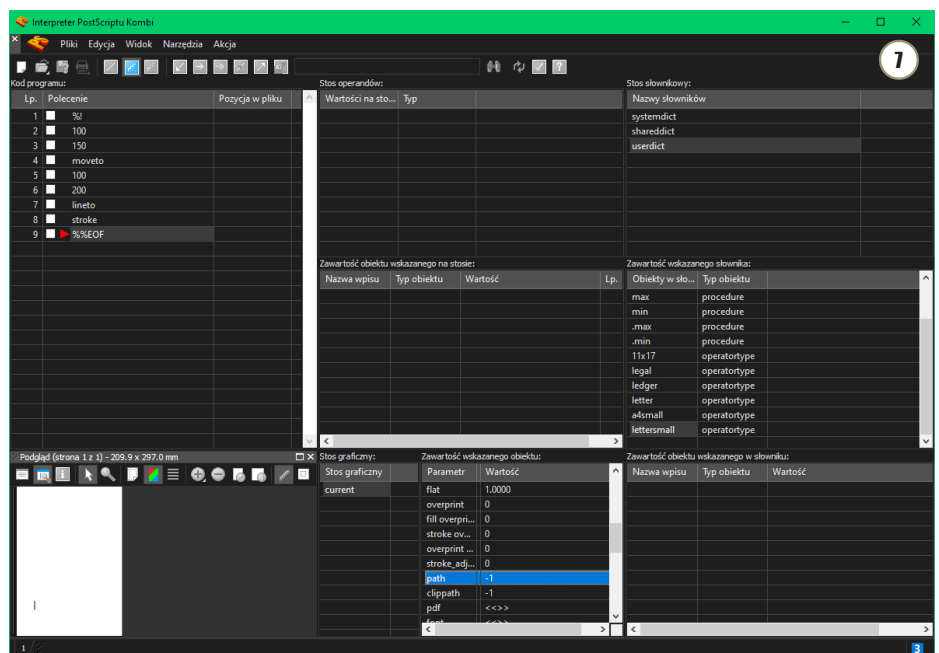 Interpreter PostScriptu Kombi
Pliki Edycja Widok Narzędzia Akcja
7
Kod programu:
Lp. Polecenie Pozycja w pliku
1 %!
2 100
3 150
4 moveto
5 100
6 200
7 lineto
8 stroke
9 %%EOF
Stos operandów:
Wartości na sto... Typ
Stos słownikowy:
Nazwy słowników
systemdict
shareddict
userdict
Zawartość obiektu wskazanego na stosie:
Nazwa wpisu Typ obiektu Wartość Lp.
Zawartość wskazanego słownika:
Obiekty w sło... Typ obiektu
max procedure
min procedure
.max procedure
.min procedure
11x17 operatortype
legal operatortype
ledger operatortype
letter operatortype
a4small operatortype
lettersmall operatortype
Podgląd (strona 1 z 1) - 209.9 x 297.0 mm
Stos graficzny:
Stos graficzny
current
Zawartość wskazanego obiektu:
Parametr Wartość
flat 1.0000
overprint 0
fill overpri... 0
stroke ov... 0
overprint ... 0
stroke_adj... 0
path -1
clippath -1
pdf <<>>
font <<>>
Zawartość obiektu wskazanego w słowniku:
Nazwa wpisu Typ obiektu Wartość
1
3